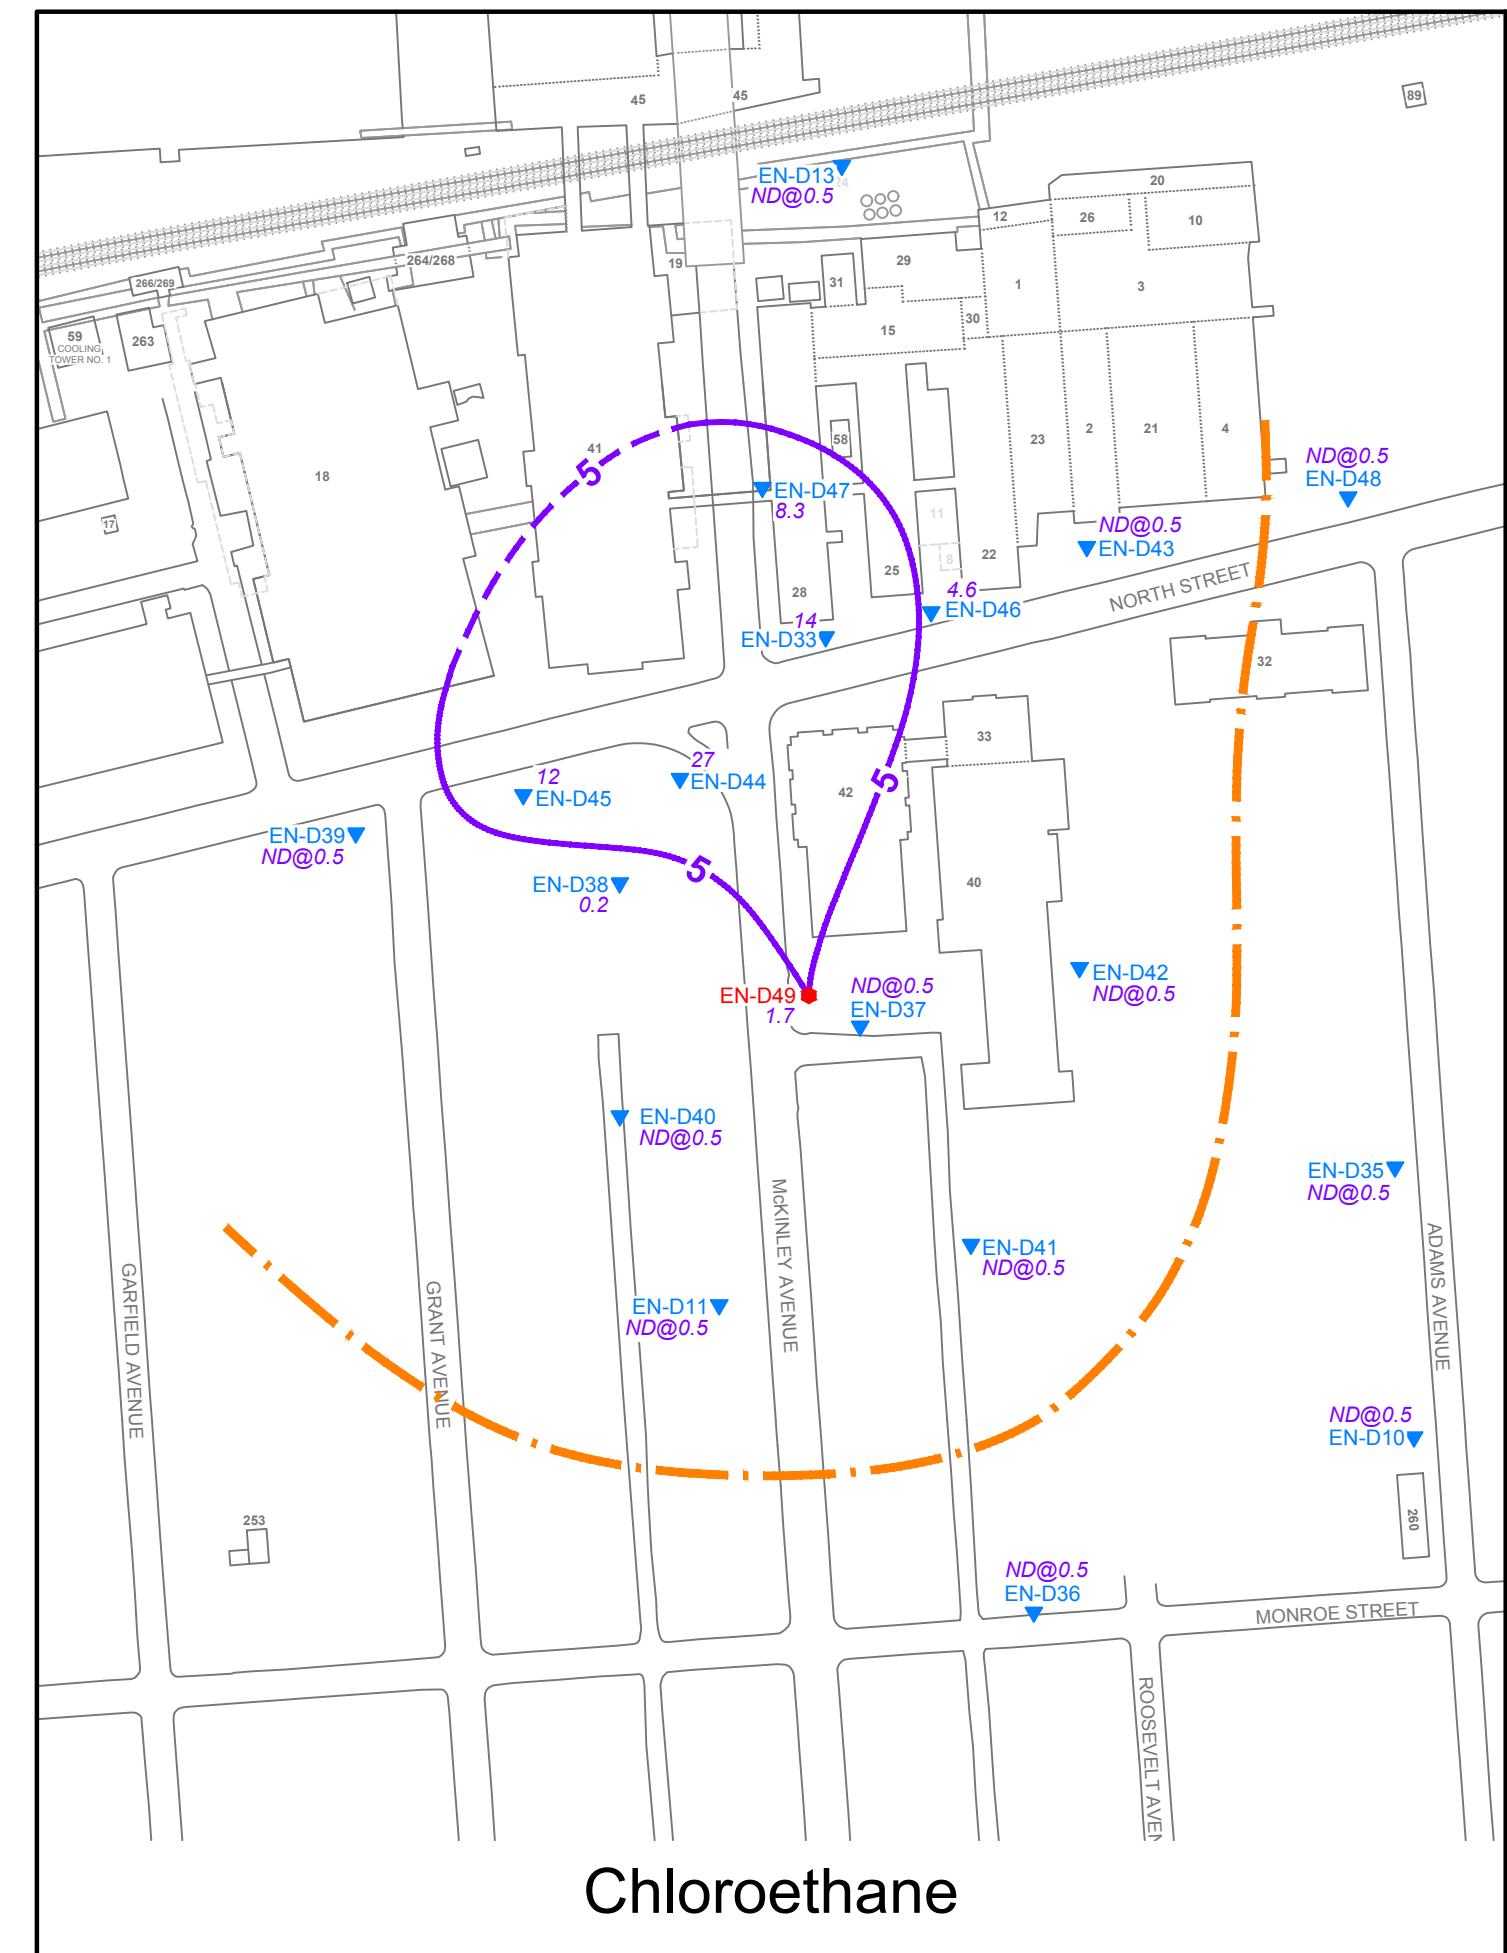 45
45
89
EN-D13
24
ND@0.5
20
12
26
10
264/268
19
29
1
3
266/269
31
59
COOLING
TOWER NO. 1
263
15
30
41
58
23
2
21
4
18
5
ND@0.5
EN-D48
EN-D47
8.3
11
17
ND@0.5
EN-D43
8
22
25
28
4.6
EN-D46
NORTH STREET
14
EN-D33
32
33
27
EN-D44
12
EN-D45
5
42
EN-D39
ND@0.5
5
EN-D38
0.2
40
EN-D42
ND@0.5
EN-D49
1.7
ND@0.5
EN-D37
EN-D40
ND@0.5
EN-D35
ND@0.5
McKINLEY AVENUE
EN-D41
ND@0.5
GARFIELD AVENUE
GRANT AVENUE
ADAMS AVENUE
EN-D11
ND@0.5
ND@0.5
EN-D10
253
260
ND@0.5
EN-D36
MONROE STREET
ROOSEVELT AVEN
Chloroethane